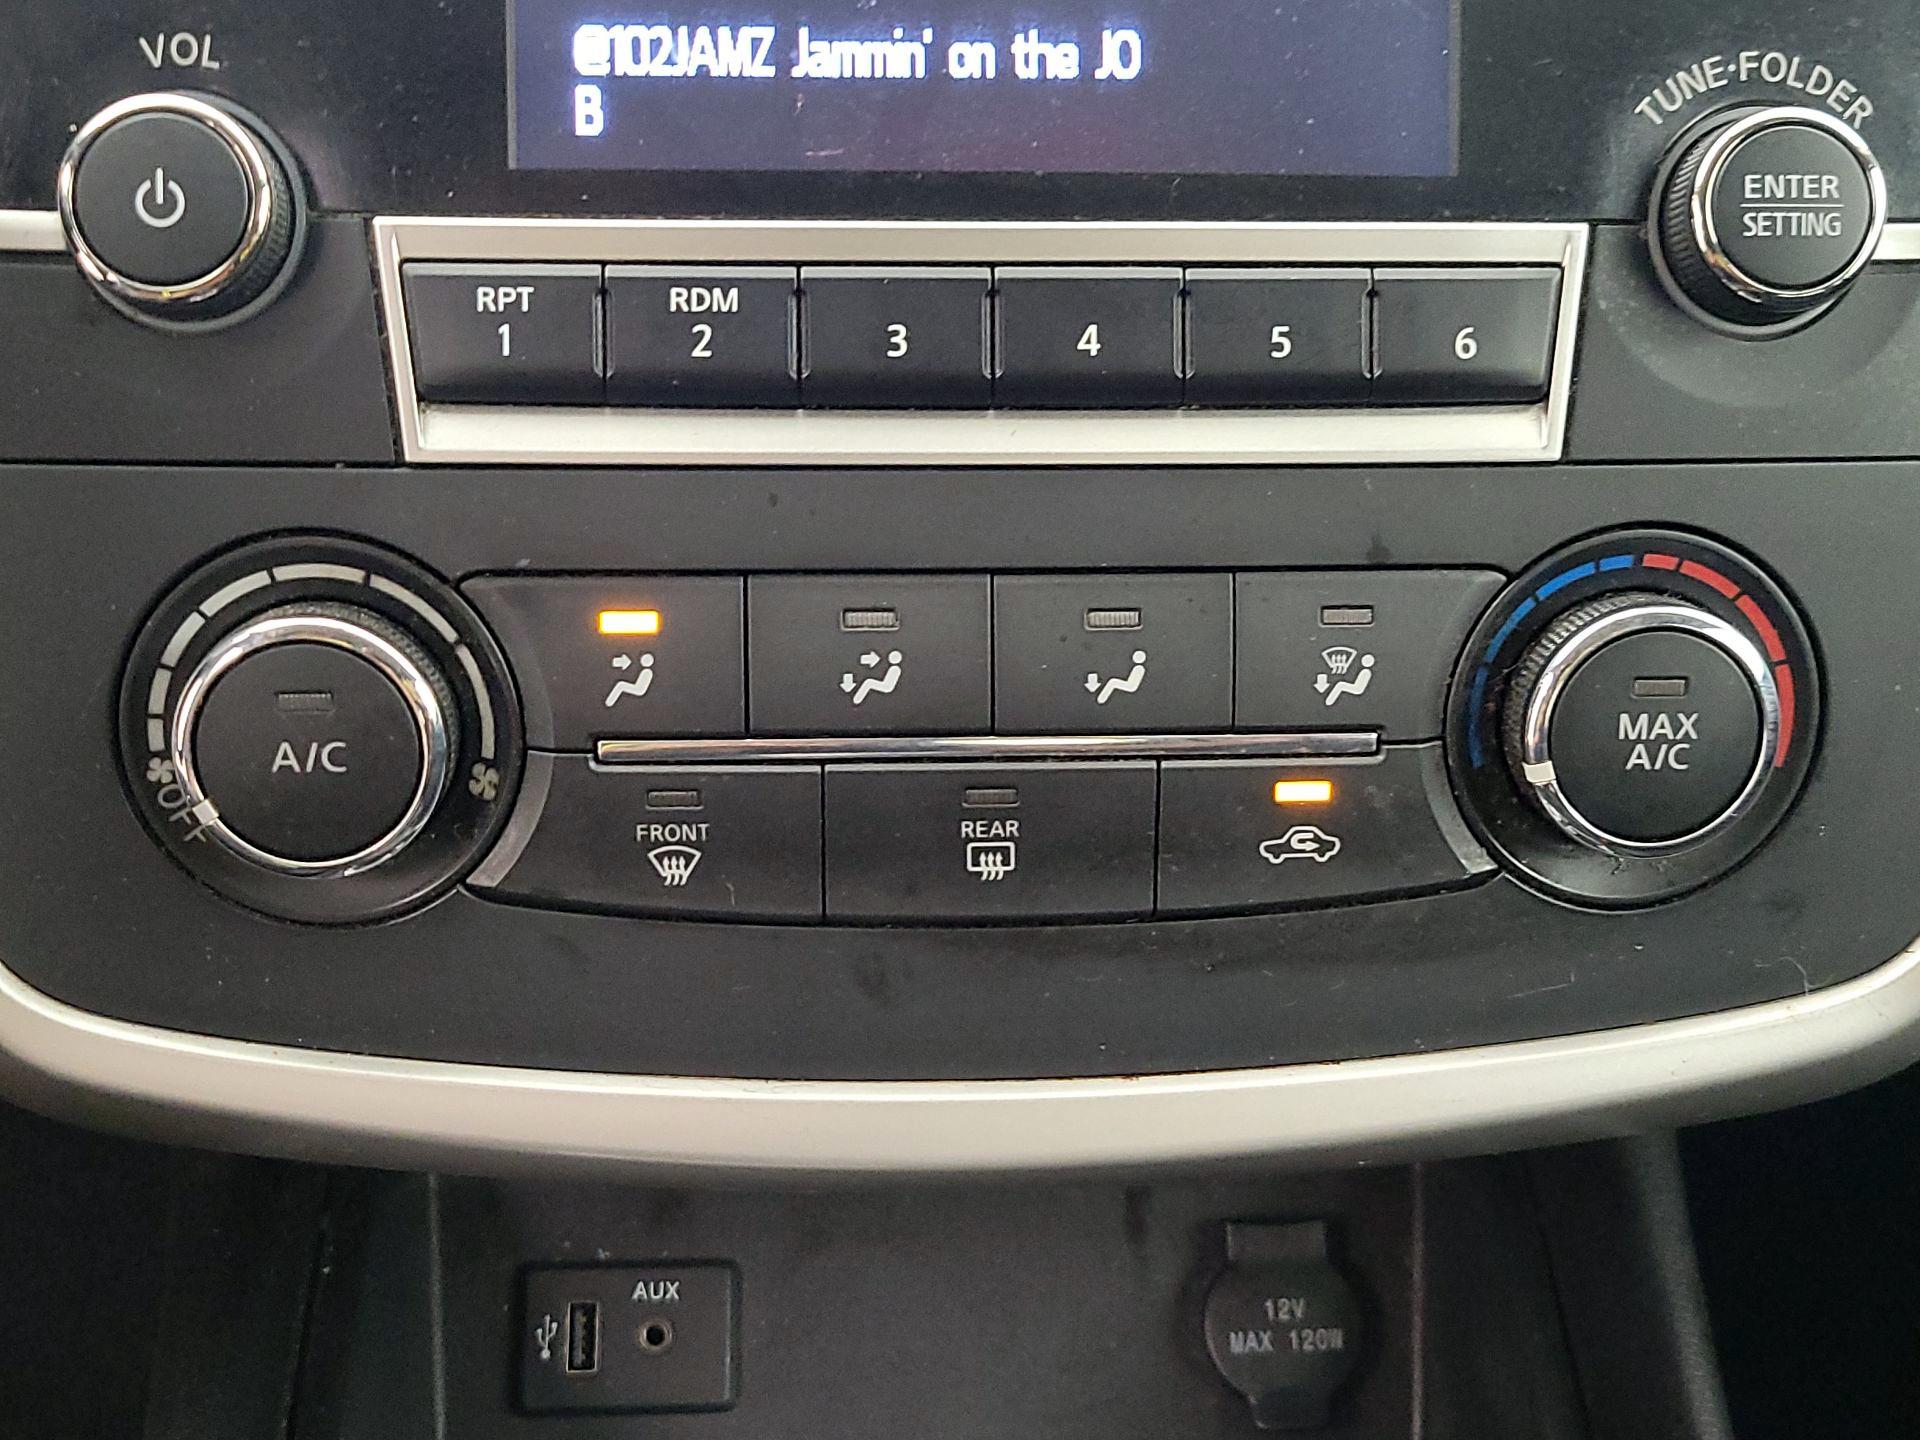 VOL
@102JAMZ Jammin' on the JO
B
TUNE·FOLDER
ENTER
SETTING
RPT
1
RDM
2
3
4
5
6
A/C
OFF
MAX
A/C
FRONT
REAR
AUX
12V
MAX 120W